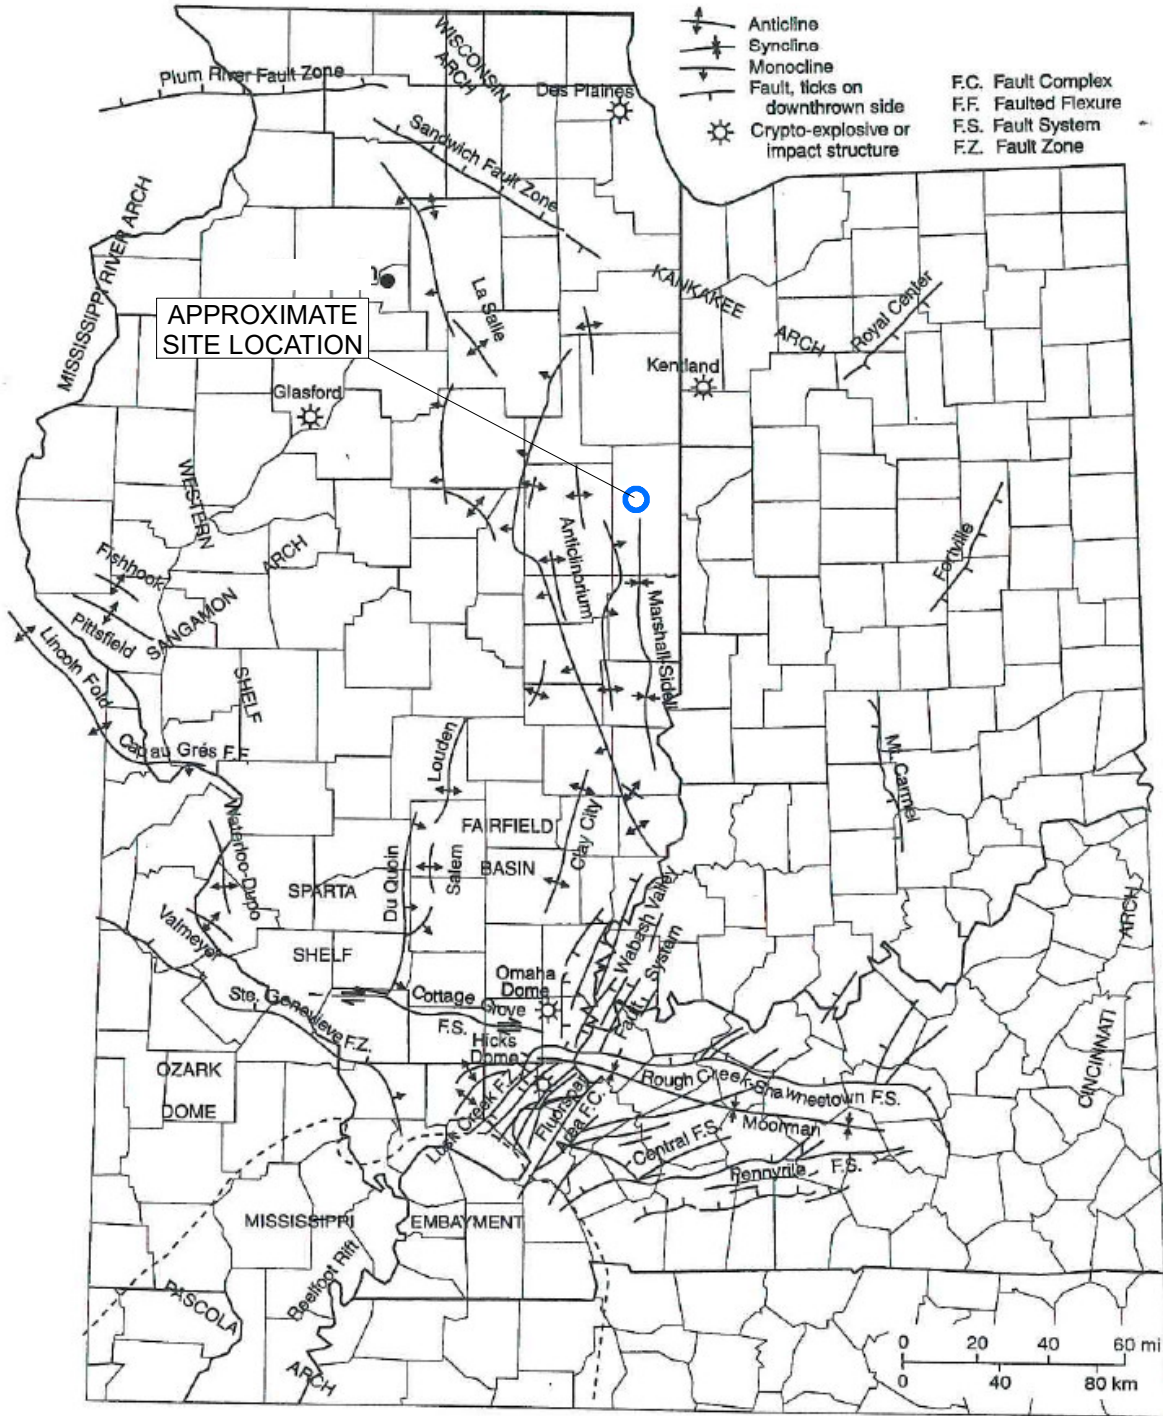 Anticline
Syncline
Monocline
Fault, ticks on
downthrown side
Crypto-explosive or
impact structure
F.C. Fault Complex
F.F. Faulted Flexure
F.S. Fault System
F.Z. Fault Zone
WISCONSIN
ARCH
Plum River Fault Zone
Des Plaines
Sandwich Fault Zone
MISSISSIPPI RIVER ARCH
KANKAKEE
ARCH
La Salle
Royal Center
APPROXIMATE
SITE LOCATION
Kentland
Glasford
WESTERN
Anticlinorium
Fortville
Fishhook
ARCH
Pittsfield
SANGAMON
Marshall-Sidell
Lincoln Fold
SHELF
Cap au Grés F.F.
Louden
Mt. Carmel
Waterloo-Dupo
FAIRFIELD
BASIN
Clay City
Du Quoin
Salem
SPARTA
SHELF
Valmeyer
Wabash Valley
Fault System
ARCH
Omaha
Dome
Ste. Genevieve F.Z.
Cottage Grove
F.S.
Hicks
Dome
CINCINNATI
OZARK
DOME
Rough Creek-Shawneetown F.S.
Lusk Creek F.Z.
Fluorspar
Area F.C.
Moorman
Central F.S.
Pennyrile F.S.
MISSISSIPPI EMBAYMENT
Reelfoot Rift
PASCOLA
ARCH
0 20 40 60 mi
0 40 80 km